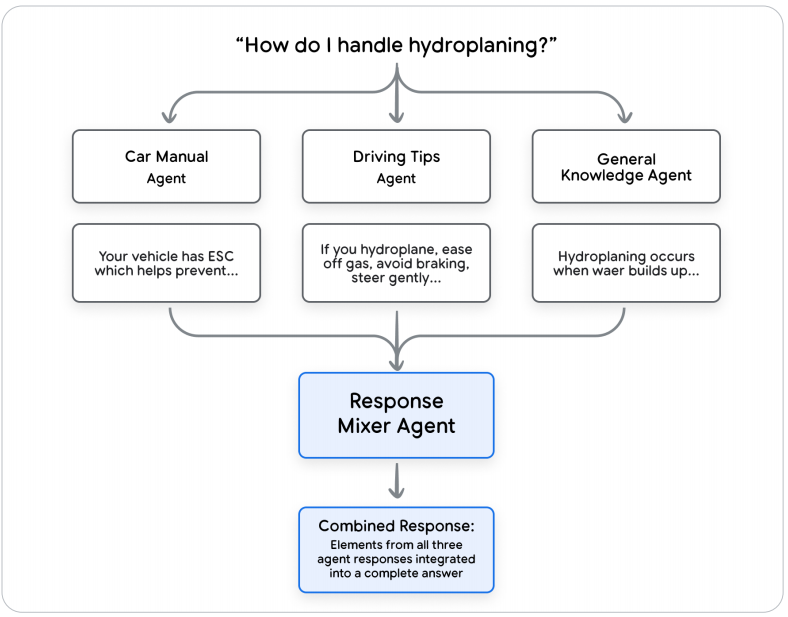 “How do I handle hydroplaning?”
Car Manual
Agent
Driving Tips
Agent
General
Knowledge Agent
Your vehicle has ESC
which helps prevent...
If you hydroplane, ease
off gas, avoid braking,
steer gently...
Hydroplaning occurs
when waer builds up...
Response
Mixer Agent
Combined Response:
Elements from all three
agent responses integrated
into a complete answer